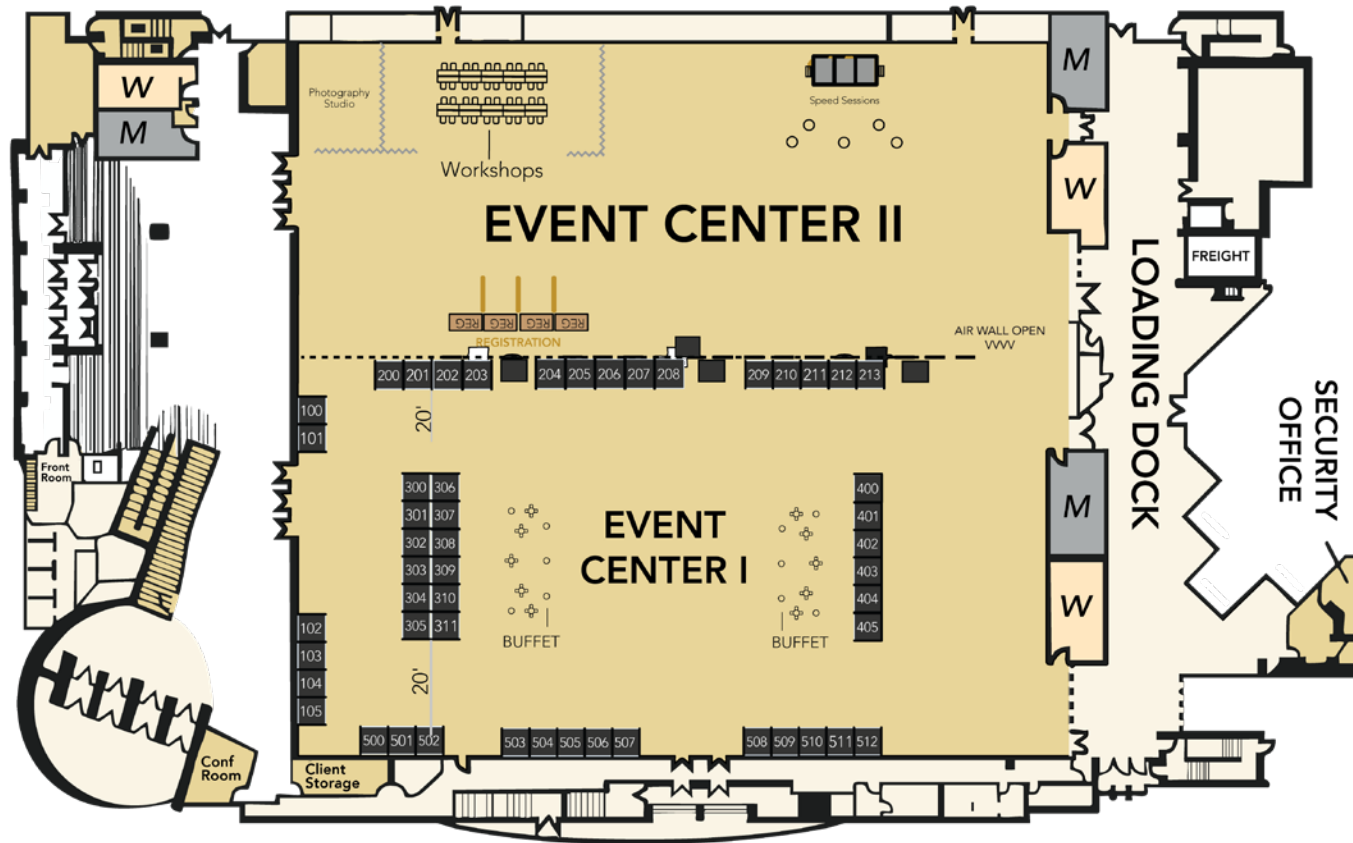 W
M
Photography
Studio
Workshops
Speed Sessions
M
W
EVENT CENTER II
FREIGHT
LOADING DOCK
REG REG REG REG
REGISTRATION
AIR WALL OPEN
VVVV
200 201 202 203
204 205 206 207 208
209 210 211 212 213
20'
100
101
Front
Room
SECURITY
OFFICE
300 306
301 307
302 308
303 309
304 310
305 311
EVENT
CENTER I
BUFFET
BUFFET
400
401
402
403
404
405
M
W
102
103
104
105
20'
500 501 502
503 504 505 506 507
508 509 510 511 512
Conf
Room
Client
Storage